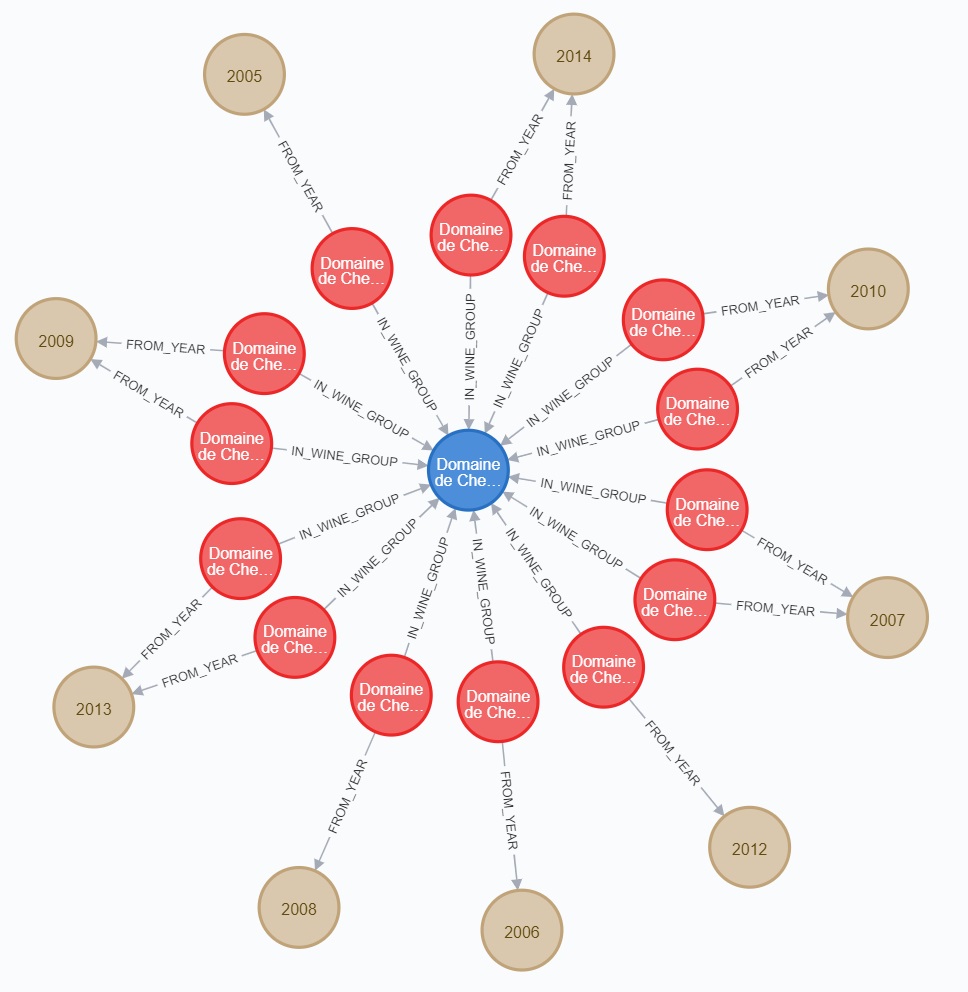 2005
2014
FROM_YEAR
FROM_YEAR
FROM_YEAR
Domaine
de Che...
Domaine
de Che...
Domaine
de Che...
2010
FROM_YEAR
Domaine
de Che...
2009
FROM_YEAR
Domaine
de Che...
IN_WINE_GROUP
IN_WINE_GROUP
IN_WINE_GROUP
FROM_YEAR
FROM_YEAR
IN_WINE_GROUP
IN_WINE_GROUP
Domaine
de Che...
Domaine
de Che...
IN_WINE_GROUP
IN_WINE_GROUP
Domaine
de Che...
IN_WINE_GROUP
IN_WINE_GROUP
Domaine
de Che...
IN_WINE_GROUP
IN_WINE_GROUP
FROM_YEAR
Domaine
de Che...
IN_WINE_GROUP
IN_WINE_GROUP
IN_WINE_GROUP
IN_WINE_GROUP
Domaine
de Che...
FROM_YEAR
2007
FROM_YEAR
Domaine
de Che...
FROM_YEAR
Domaine
de Che...
Domaine
de Che...
Domaine
de Che...
2013
FROM_YEAR
FROM_YEAR
FROM_YEAR
2012
2008
2006